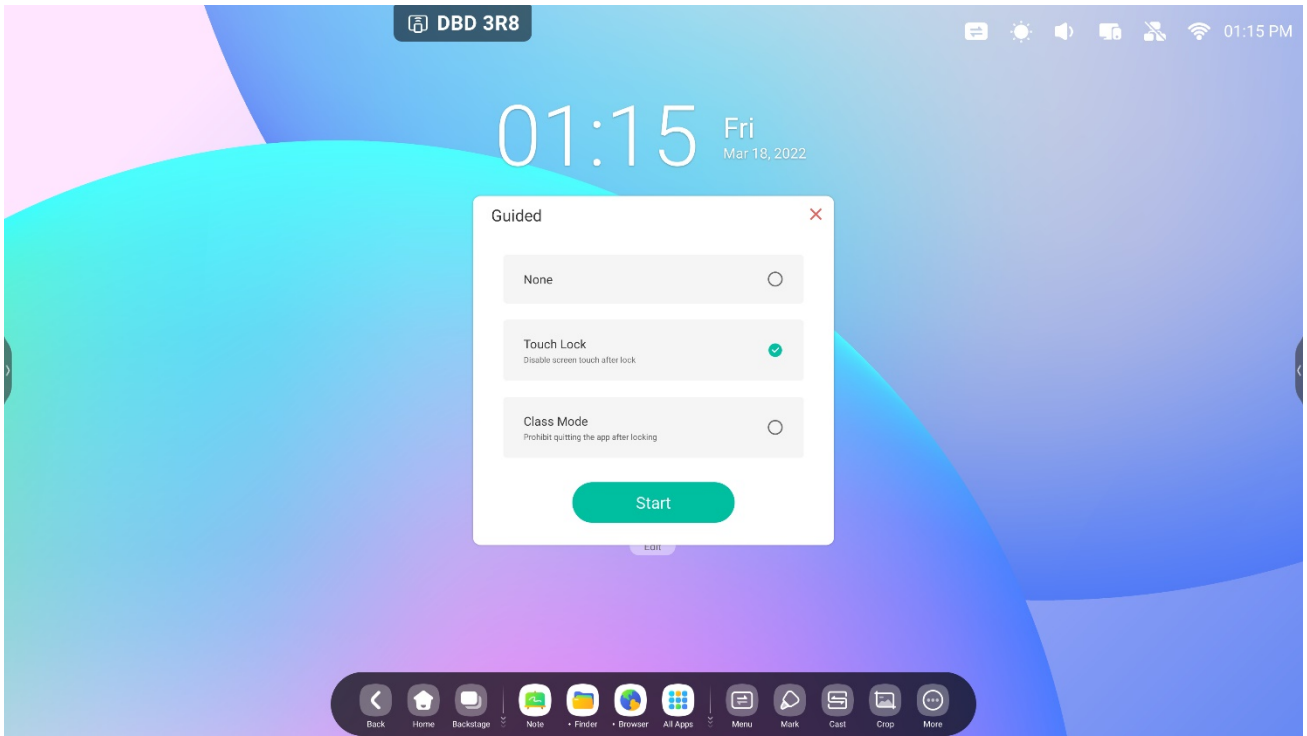 DBD 3R8
01:15 PM
01:15
Fri
Mar 18, 2022
Guided
None
Touch Lock
Disable screen touch after lock
Class Mode
Prohibit quitting the app after locking
Start
Edit
Back
Home
Backstage
Note
• Finder
• Browser
All Apps
Menu
Mark
Cast
Crop
More